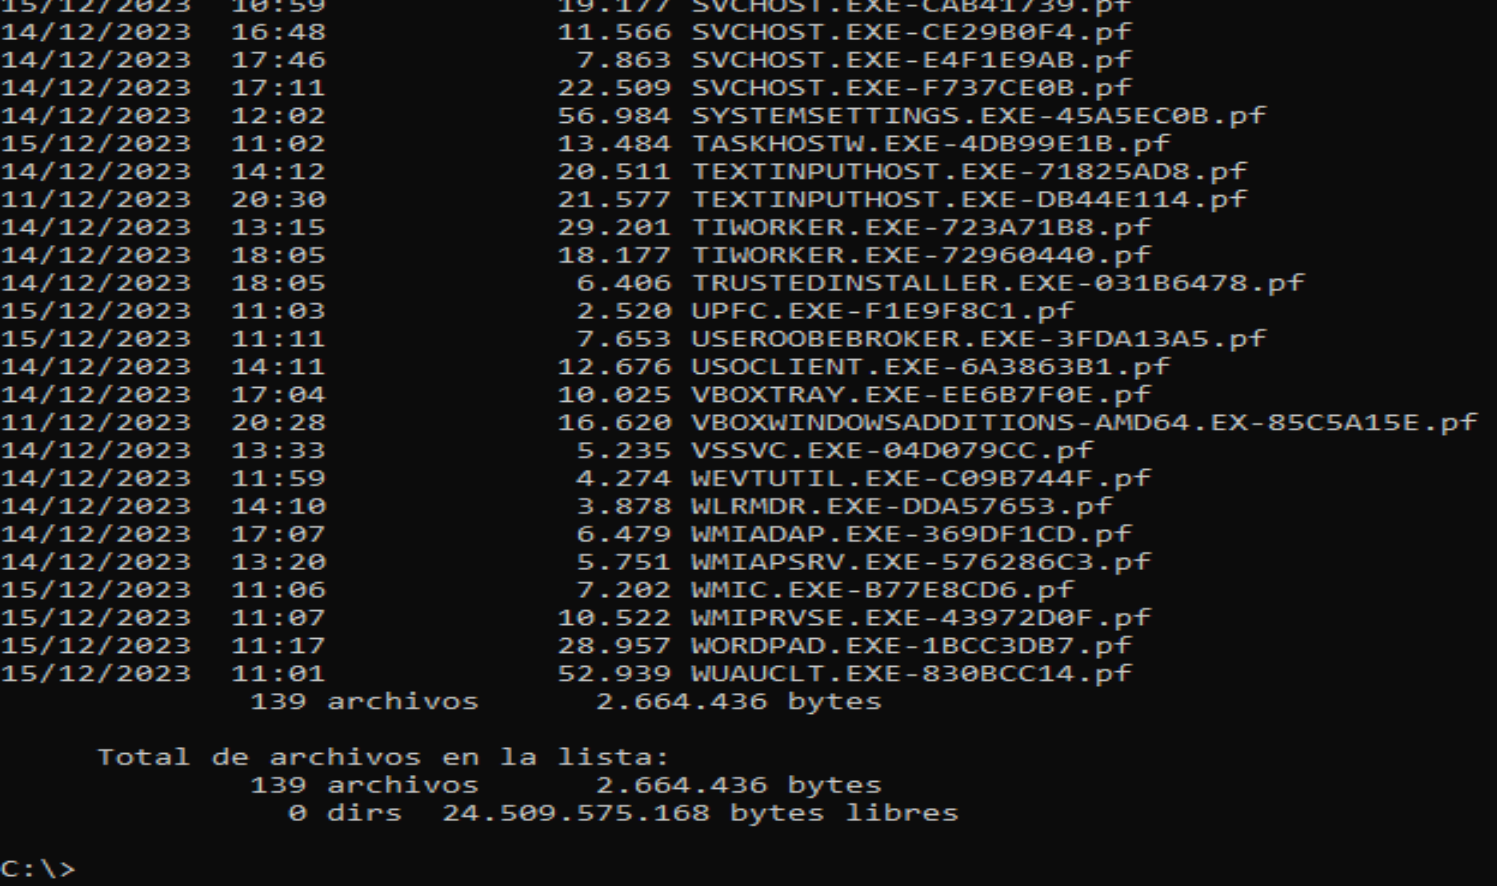 15/12/2023  10:59            19.177 SVCHOST.EXE-CAB41739.pf
14/12/2023  16:48            11.566 SVCHOST.EXE-CE29B0F4.pf
14/12/2023  17:46             7.863 SVCHOST.EXE-E4F1E9AB.pf
14/12/2023  17:11            22.509 SVCHOST.EXE-F737CE0B.pf
14/12/2023  12:02            56.984 SYSTEMSETTINGS.EXE-45A5EC0B.pf
15/12/2023  11:02            13.484 TASKHOSTW.EXE-4DB99E1B.pf
14/12/2023  14:12            20.511 TEXTINPUTHOST.EXE-71825AD8.pf
11/12/2023  20:30            21.577 TEXTINPUTHOST.EXE-DB44E114.pf
14/12/2023  13:15            29.201 TIWORKER.EXE-723A71B8.pf
14/12/2023  18:05            18.177 TIWORKER.EXE-72960440.pf
14/12/2023  18:05             6.406 TRUSTEDINSTALLER.EXE-031B6478.pf
15/12/2023  11:03             2.520 UPFC.EXE-F1E9F8C1.pf
15/12/2023  11:11             7.653 USEROOBEBROKER.EXE-3FDA13A5.pf
14/12/2023  14:11            12.676 USOCLIENT.EXE-6A3863B1.pf
14/12/2023  17:04            10.025 VBOXTRAY.EXE-EE6B7F0E.pf
11/12/2023  20:28            16.620 VBOXWINDOWSADDITIONS-AMD64.EX-85C5A15E.pf
14/12/2023  13:33             5.235 VSSVC.EXE-04D079CC.pf
14/12/2023  11:59             4.274 WEVTUTIL.EXE-C09B744F.pf
14/12/2023  14:10             3.878 WLRMDR.EXE-DDA57653.pf
14/12/2023  17:07             6.479 WMIADAP.EXE-369DF1CD.pf
14/12/2023  13:20             5.751 WMIAPSRV.EXE-576286C3.pf
15/12/2023  11:06             7.202 WMIC.EXE-B77E8CD6.pf
15/12/2023  11:07            10.522 WMIPRVSE.EXE-43972D0F.pf
15/12/2023  11:17            28.957 WORDPAD.EXE-1BCC3DB7.pf
15/12/2023  11:01            52.939 WUAUCLT.EXE-830BCC14.pf
             139 archivos      2.664.436 bytes
     Total de archivos en la lista:
             139 archivos      2.664.436 bytes
               0 dirs  24.509.575.168 bytes libres
C:\>